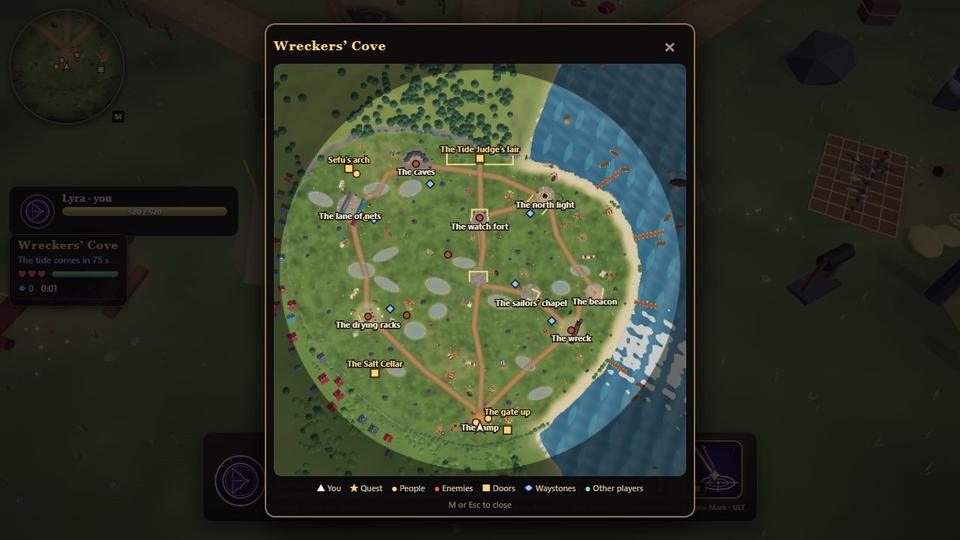 Wreckers' Cove
M
Lyra - you
520 / 520
Wreckers' Cove
The tide comes in 75 s
0 0:01
Sefu's arch
The Tide Judge's lair
The caves
The lane of nets
The north light
The watch fort
The sailors' chapel
The beacon
The drying racks
The wreck
The Salt Cellar
The gate up
You
Quest
People
Enemies
Doors
Waystones
Other players
M or Esc to close
Mark - ULT